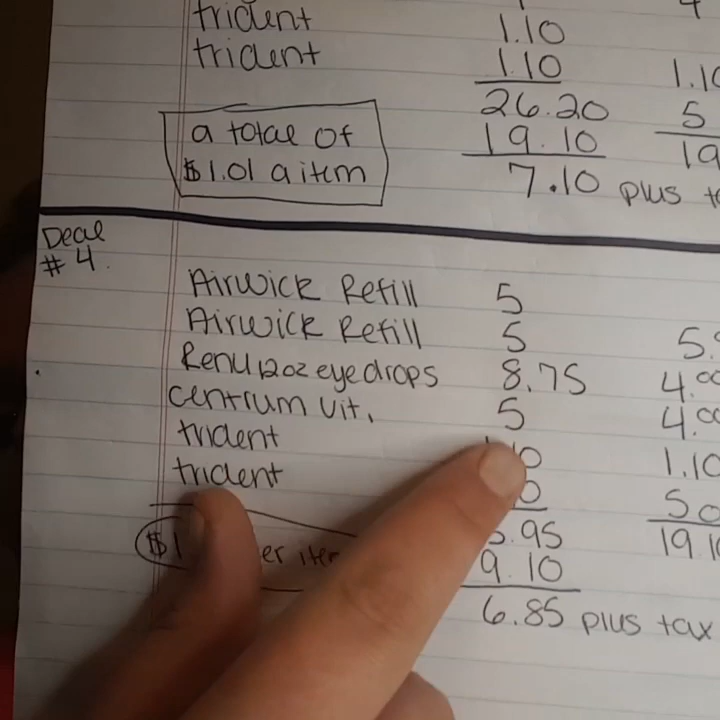 trident 1.10
trident 1.10 1.10
26.20 5.
19.10 19
7.10 plus
a total of
$1.01 a item
Deal
#4.
Airwick Refill 5
Airwick Refill 5 5.
Renu 12oz eye drops 8.75 4.00
centrum vit. 5 4.00
trident 1.10
trident 50
.95 19.10
9.10
6.85 plus tax